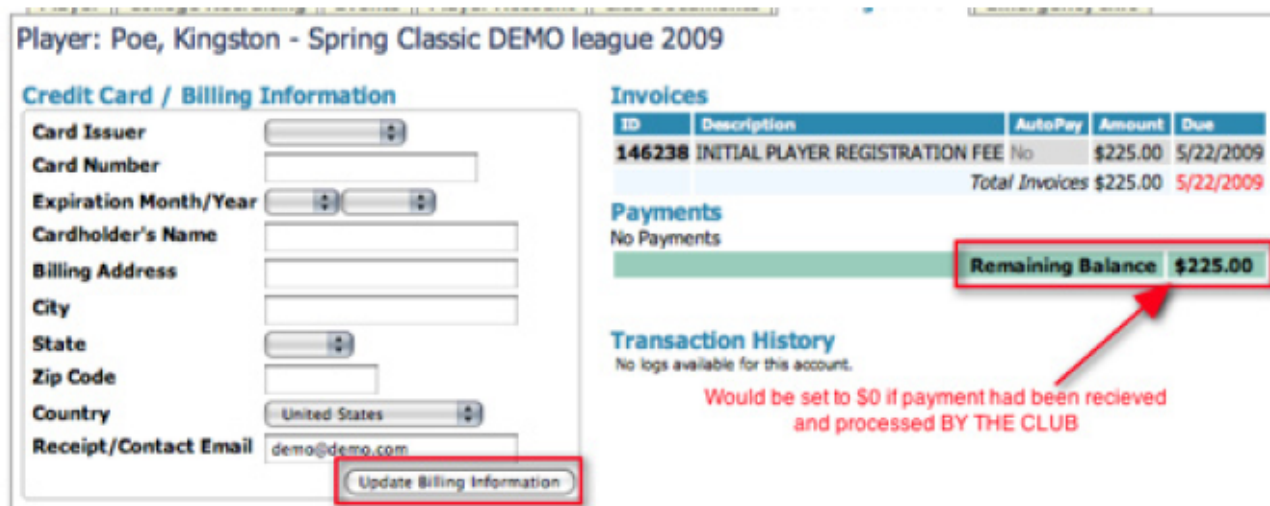 Player: Poe, Kingston - Spring Classic DEMO league 2009
Credit Card / Billing Information
Card Issuer
Card Number
Expiration Month/Year
Cardholder's Name
Billing Address
City
State
Zip Code
Country United States
Receipt/Contact Email demo@demo.com
Update Billing Information
Invoices
ID Description AutoPay Amount Due
146238 INITIAL PLAYER REGISTRATION FEE No $225.00 5/22/2009
Total Invoices $225.00 5/22/2009
Payments
No Payments
Remaining Balance $225.00
Transaction History
No logs available for this account.
Would be set to $0 if payment had been recieved
and processed BY THE CLUB